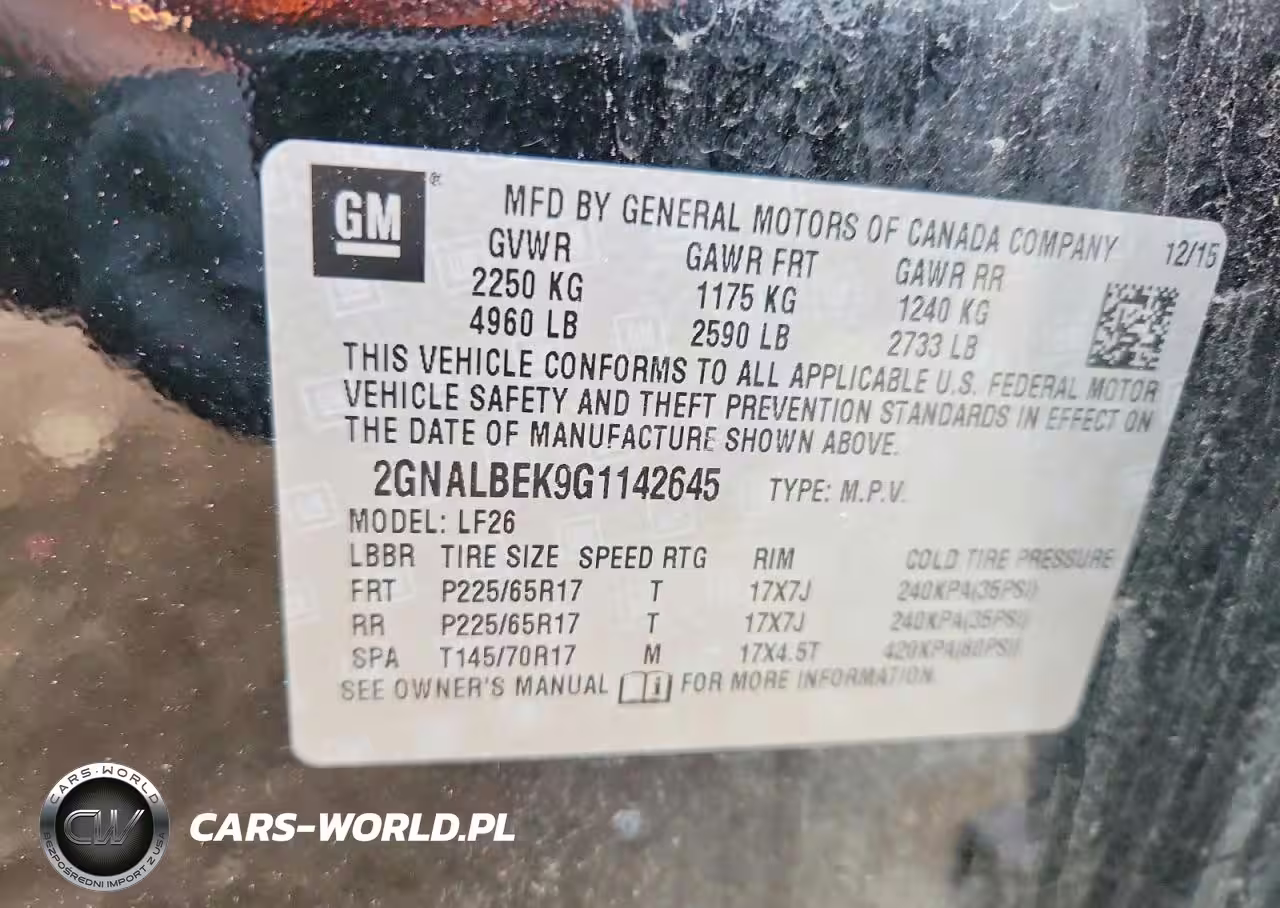 GM ®
MFD BY GENERAL MOTORS OF CANADA COMPANY 12/15
GVWR GAWR FRT GAWR RR
2250 KG 1175 KG 1240 KG
4960 LB 2590 LB 2733 LB
THIS VEHICLE CONFORMS TO ALL APPLICABLE U.S. FEDERAL MOTOR
VEHICLE SAFETY AND THEFT PREVENTION STANDARDS IN EFFECT ON
THE DATE OF MANUFACTURE SHOWN ABOVE.
2GNALBEK9G1142645 TYPE: M.P.V.
MODEL: LF26
LBBR TIRE SIZE SPEED RTG RIM COLD TIRE PRESSURE
FRT P225/65R17 T 17X7J 240KPA(35PSI)
RR P225/65R17 T 17X7J 240KPA(35PSI)
SPA T145/70R17 M 17X4.5T 420KPA(60PSI)
SEE OWNER'S MANUAL FOR MORE INFORMATION.
CARS-WORLD
CW
BEZPOŚREDNI IMPORT Z USA
CARS-WORLD.PL